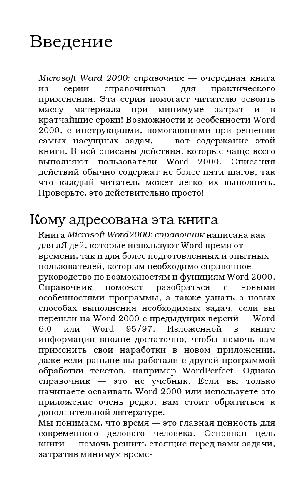 Введение
Microsoft Word 2000: справочник — очередная книга
из серии справочников для практического
применения. Эта серия помогает читателю освоить
массу материала при минимуме затрат и в
кратчайшие сроки! Возможности и особенности Word
2000, с инструкциями, помогающими при решении
самых насущных задач, — вот содержание этой
книги. В ней описаны действия, которые чаще всего
выполняют пользователи Word 2000. Описания
действий обычно содержат не более пяти шагов, так
что каждый читатель может легко их выполнить.
Проверьте, это действительно просто!
Кому адресована эта книга
Книга Microsoft Word 2000: справочник написана как
для людей, которые используют Word время от
времени, так и для более подготовленных и опытных
пользователей, которым необходимо справочное
руководство по возможностям и функциям Word 2000.
Справочник поможет разобраться с новыми
особенностями программы, а также узнать о новых
способах выполнения необходимых задач, если вы
перешли на Word 2000 с предыдущих версий — Word
6.0 или Word 95/97. Изложенной в книге
информации вполне достаточно, чтобы помочь вам
применить свои наработки в новом приложении,
даже если раньше вы работали с другой программой
обработки текстов, например WordPerfect. Однако
справочник — это не учебник. Если вы только
начинаете осваивать Word 2000 или используете это
приложение очень редко, вам стоит обратиться к
дополнительной литературе.
Мы понимаем, что время — это главная ценность для
современного делового человека. Основная цель
книги — помочь решить стоящие перед вами задачи,
затратив минимум време-